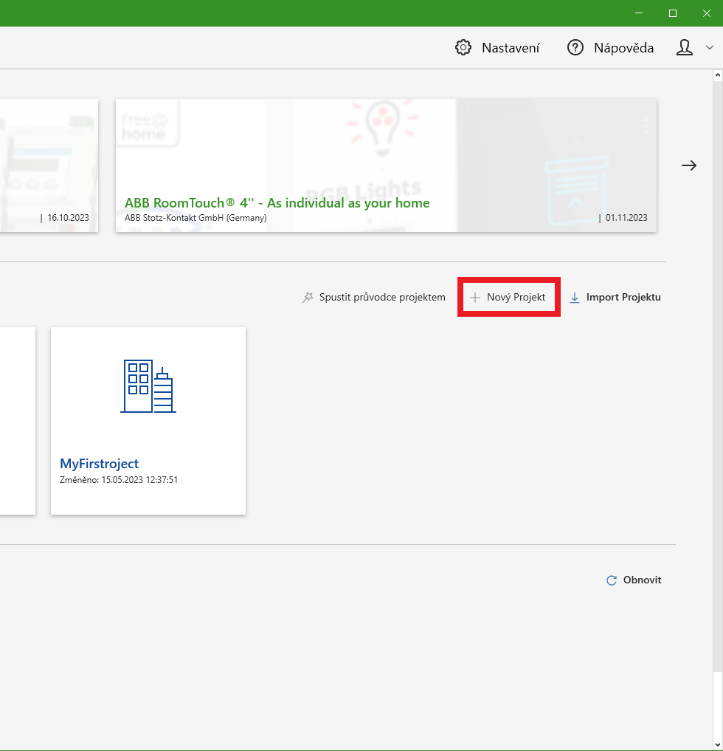 Nastavení
Nápověda
free@
home
RGB Lights
ABB RoomTouch® 4'' - As individual as your home
| 16.10.2023
ABB Stotz-Kontakt GmbH (Germany)
| 01.11.2023
Spustit průvodce projektem
Nový Projekt
Import Projektu
MyFirstroject
Změněno: 15.05.2023 12:37:51
Obnovit